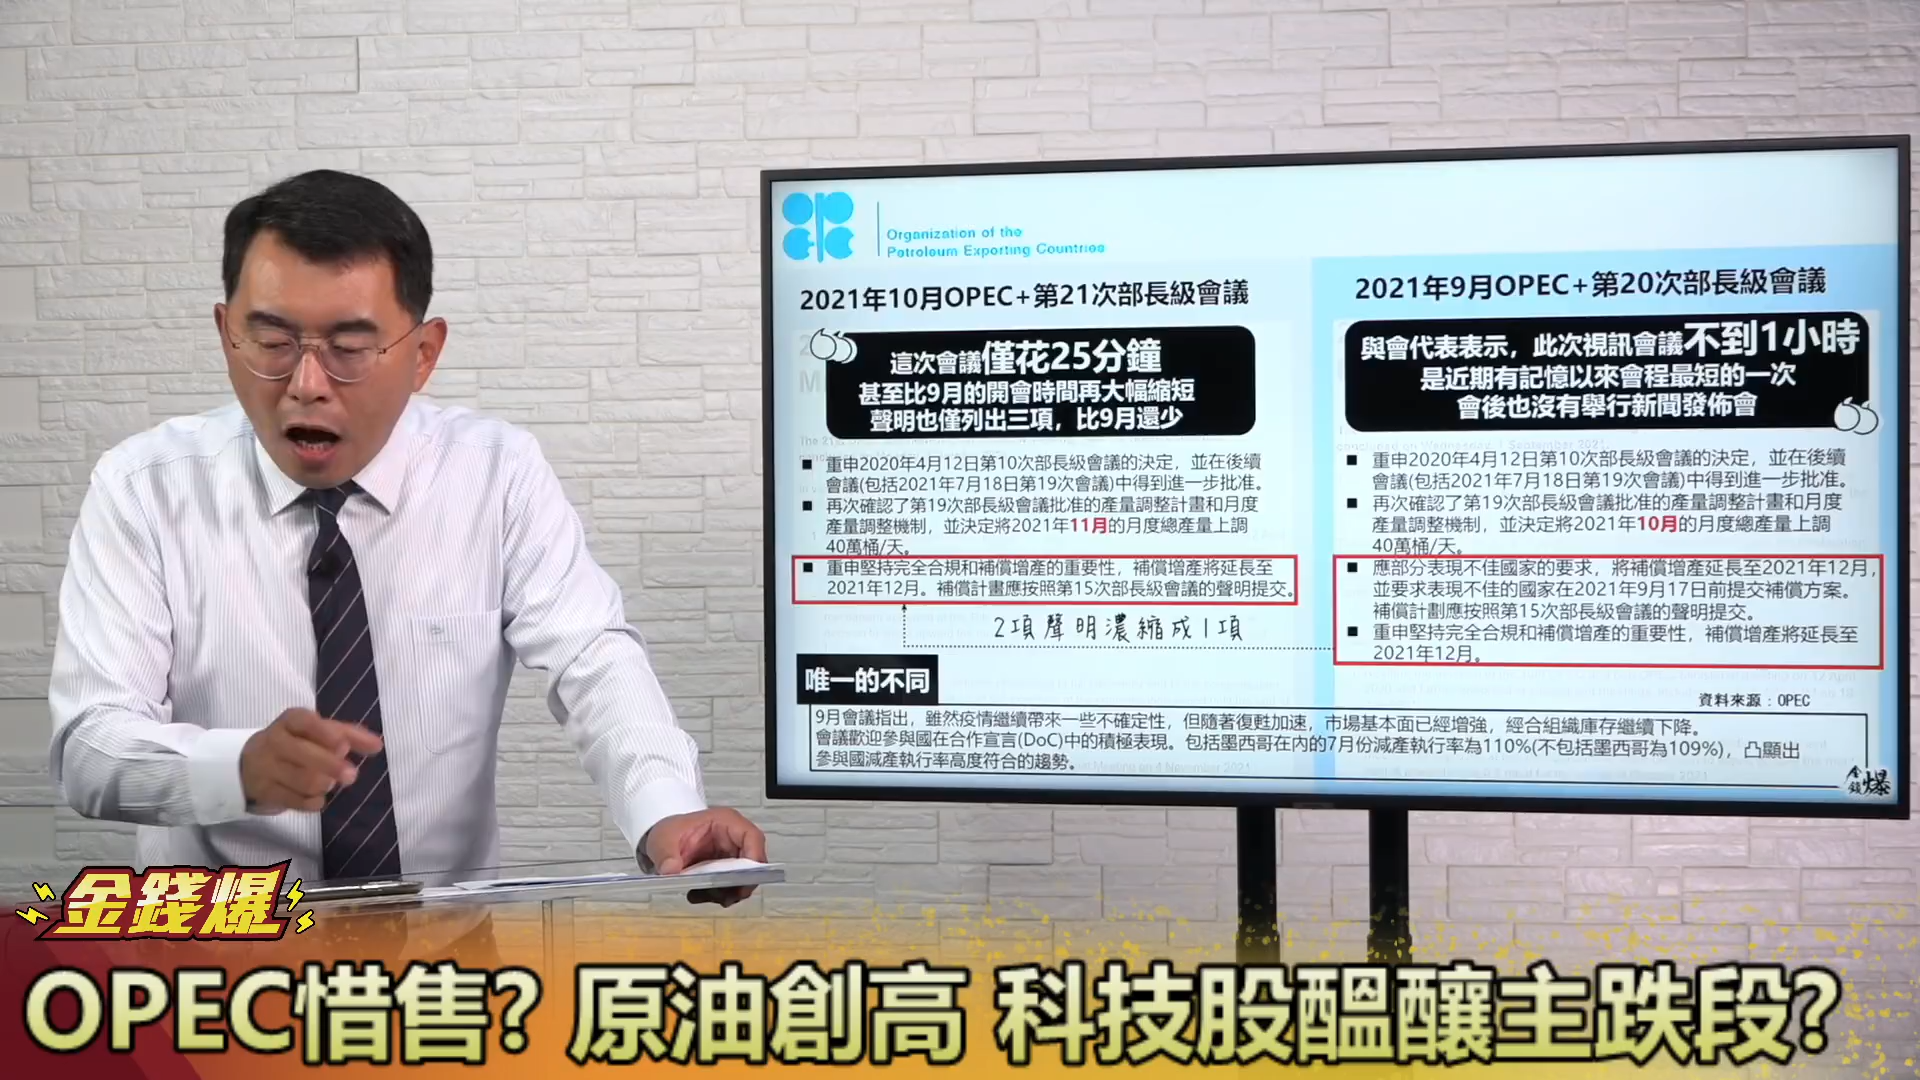 Organization of the
Petroleum Exporting Countries
2021年10月OPEC+第21次部長級會議
這次會議僅花25分鐘
甚至比9月的開會時間再大幅縮短
聲明也僅列出三項，比9月還少
■ 重申2020年4月12日第10次部長級會議的決定，並在後續
會議(包括2021年7月18日第19次會議)中得到進一步批准。
■ 再次確認了第19次部長級會議批准的產量調整計畫和月度
產量調整機制，並決定將2021年11月的月度總產量上調
40萬桶/天。
■ 重申堅持完全合規和補償增產的重要性，補償增產將延長至
2021年12月。補償計畫應按照第15次部長級會議的聲明提交。
2項聲明濃縮成1項
2021年9月OPEC+第20次部長級會議
與會代表表示，此次視訊會議不到1小時
是近期有記憶以來會程最短的一次
會後也沒有舉行新聞發佈會
■ 重申2020年4月12日第10次部長級會議的決定，並在後續
會議(包括2021年7月18日第19次會議)中得到進一步批准。
■ 再次確認了第19次部長級會議批准的產量調整計畫和月度
產量調整機制，並決定將2021年10月的月度總產量上調
40萬桶/天。
■ 應部分表現不佳國家的要求，將補償增產延長至2021年12月，
並要求表現不佳的國家在2021年9月17日前提交補償方案。
補償計劃應按照第15次部長級會議的聲明提交。
■ 重申堅持完全合規和補償增產的重要性，補償增產將延長至
2021年12月。
資料來源：OPEC
唯一的不同
9月會議指出，雖然疫情繼續帶來一些不確定性，但隨著復甦加速，市場基本面已經增強，經合組織庫存繼續下降。
會議歡迎參與國在合作宣言(DoC)中的積極表現。包括墨西哥在內的7月份減產執行率為110%(不包括墨西哥為109%)，凸顯出
參與國減產執行率高度符合的趨勢。
金錢爆
金錢爆
OPEC惜售? 原油創高 科技股醞釀主跌段?